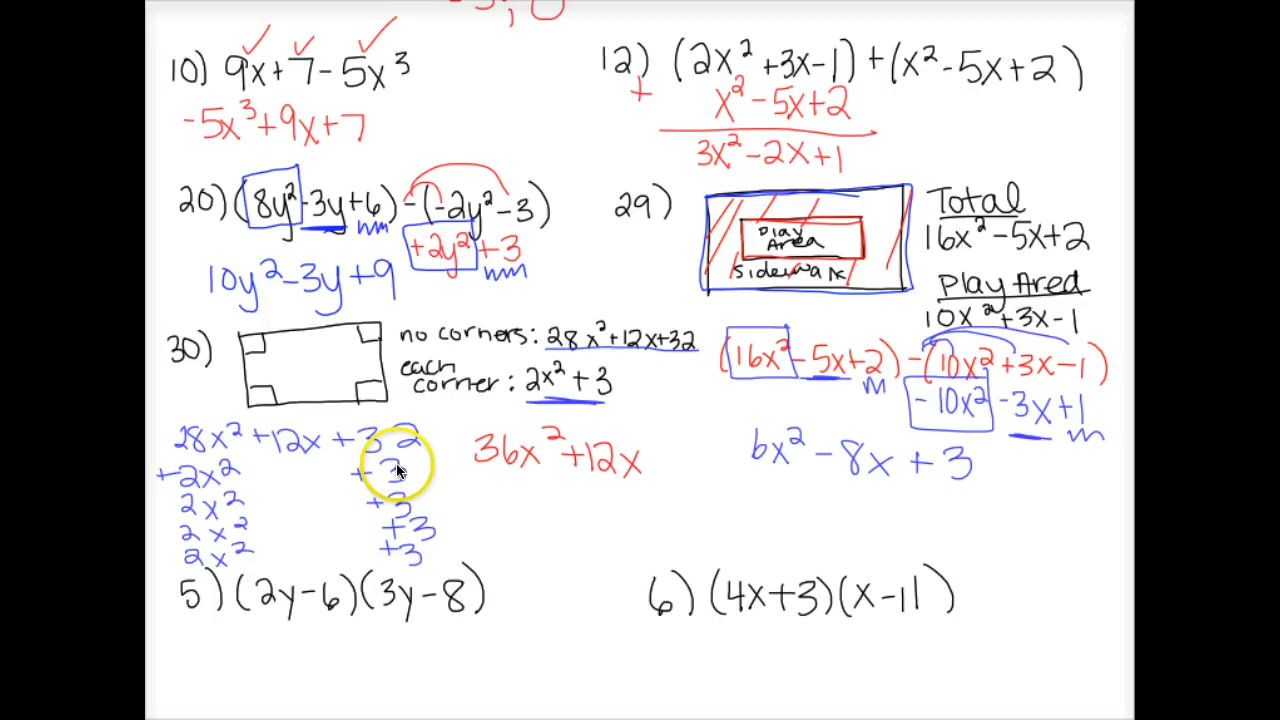 -3; 0
10) 9x+7-5x³
-5x³+9x+7
12) (2x²+3x-1)+(x²-5x+2)
+ x²-5x+2
3x²-2x+1
20) (8y²-3y+6)-(-2y²-3)
+2y²+3
10y²-3y+9
29)
Play
Area
Sidewalk
Total
16x²-5x+2
Play Area
10x²+3x-1
(16x²-5x+2)-(10x²+3x-1)
-10x²-3x+1
6x²-8x+3
30)
no corners: 28x²+12x+32
each
corner: 2x²+3
28x²+12x+32
+2x² +3
2x² +3
2x² +3
2x² +3
36x²+12x
5) (2y-6)(3y-8)
6) (4x+3)(x-11)